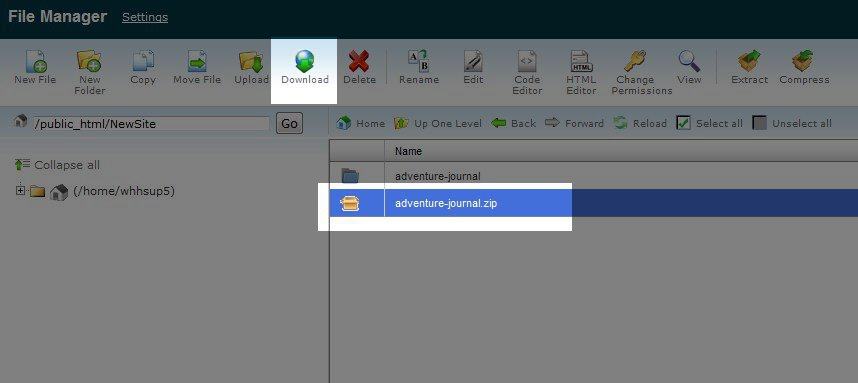 File Manager Settings
New File New Folder Copy Move File Upload Download Delete Rename Edit Code Editor HTML Editor Change Permissions View Extract Compress
/public_html/NewSite Go Home Up One Level Back Forward Reload Select all Unselect all
Name
Collapse all
adventure-journal
(/home/whhsup5)
adventure-journal.zip